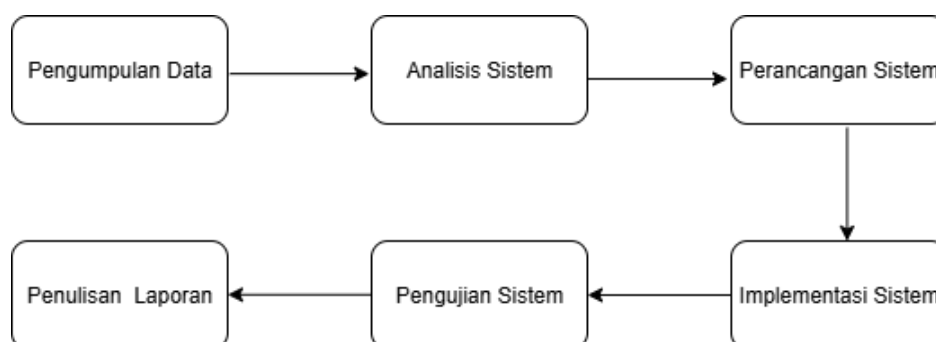 Pengumpulan Data
Analisis Sistem
Perancangan Sistem
Penulisan  Laporan
Pengujian Sistem
Implementasi Sistem